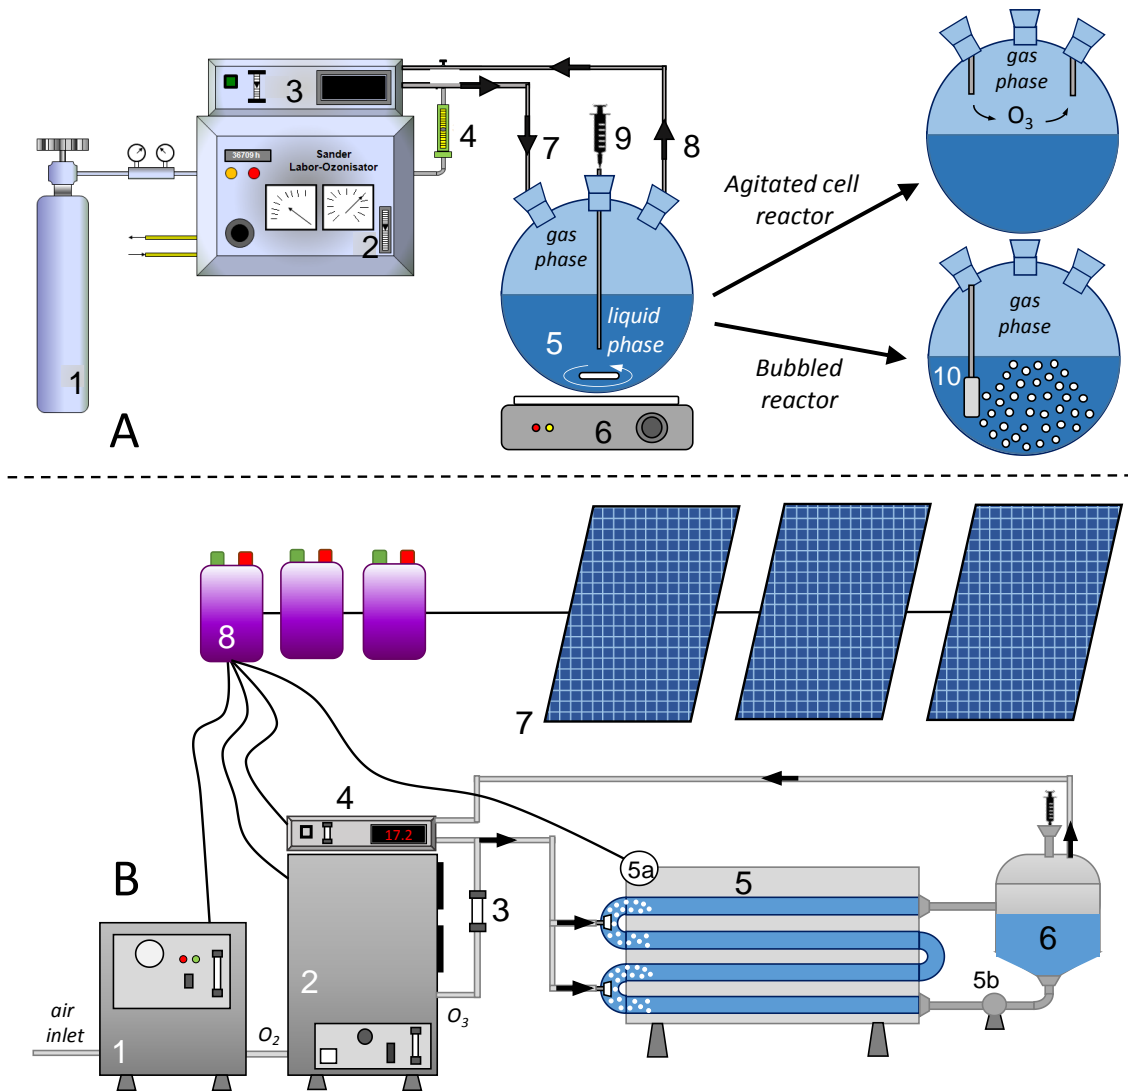 3
36709 h
Sander
Labor-Ozonisator
2
1
4
7
9
8
gas
phase
liquid
phase
5
6
A
Agitated cell
reactor
Bubbled
reactor
gas
phase
O3
gas
phase
10
8
7
4
17.2
B
3
5a
5
6
5b
2
1
air
inlet
O2
O3